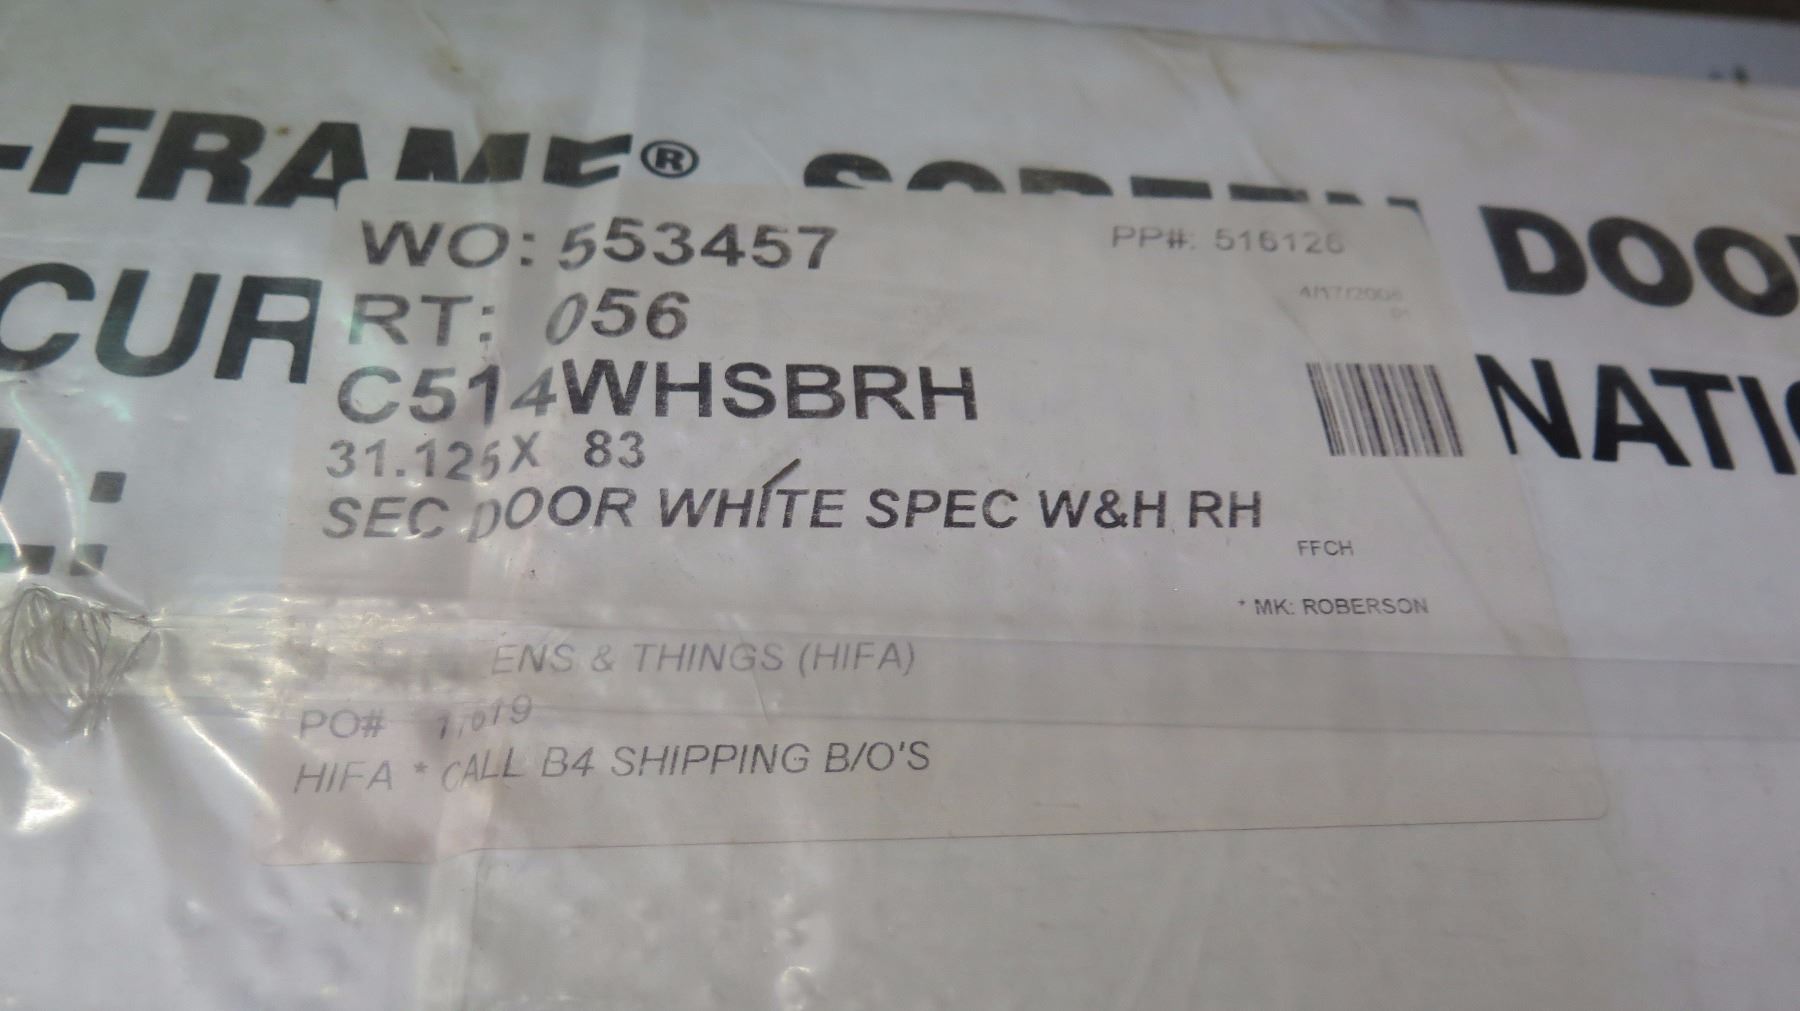 -FRAME® SCREEN DOO
CUR
NATI
L:
WO: 553457
PP#: 516126
RT: 056
C514WHSBRH
31.125X 83
SEC DOOR WHITE SPEC W&H RH
FFCH
* MK: ROBERSON
ENS & THINGS (HIFA)
PO#
HIFA * CALL B4 SHIPPING B/O'S